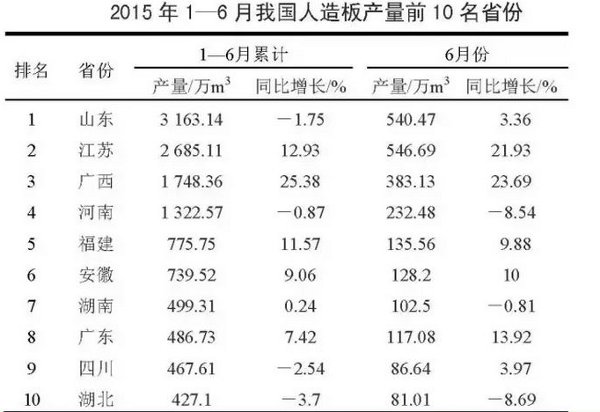 2015 年 1—6 月我国人造板产量前 10 名省份
排名 省份 1—6月累计 6月份
产量/万m³ 同比增长/% 产量/万m³ 同比增长/%
1 山东 3 163.14 －1.75 540.47 3.36
2 江苏 2 685.11 12.93 546.69 21.93
3 广西 1 748.36 25.38 383.13 23.69
4 河南 1 322.57 －0.87 232.48 －8.54
5 福建 775.75 11.57 135.56 9.88
6 安徽 739.52 9.06 128.2 10
7 湖南 499.31 0.24 102.5 －0.81
8 广东 486.73 7.42 117.08 13.92
9 四川 467.61 －2.54 86.64 3.97
10 湖北 427.1 －3.7 81.01 －8.69